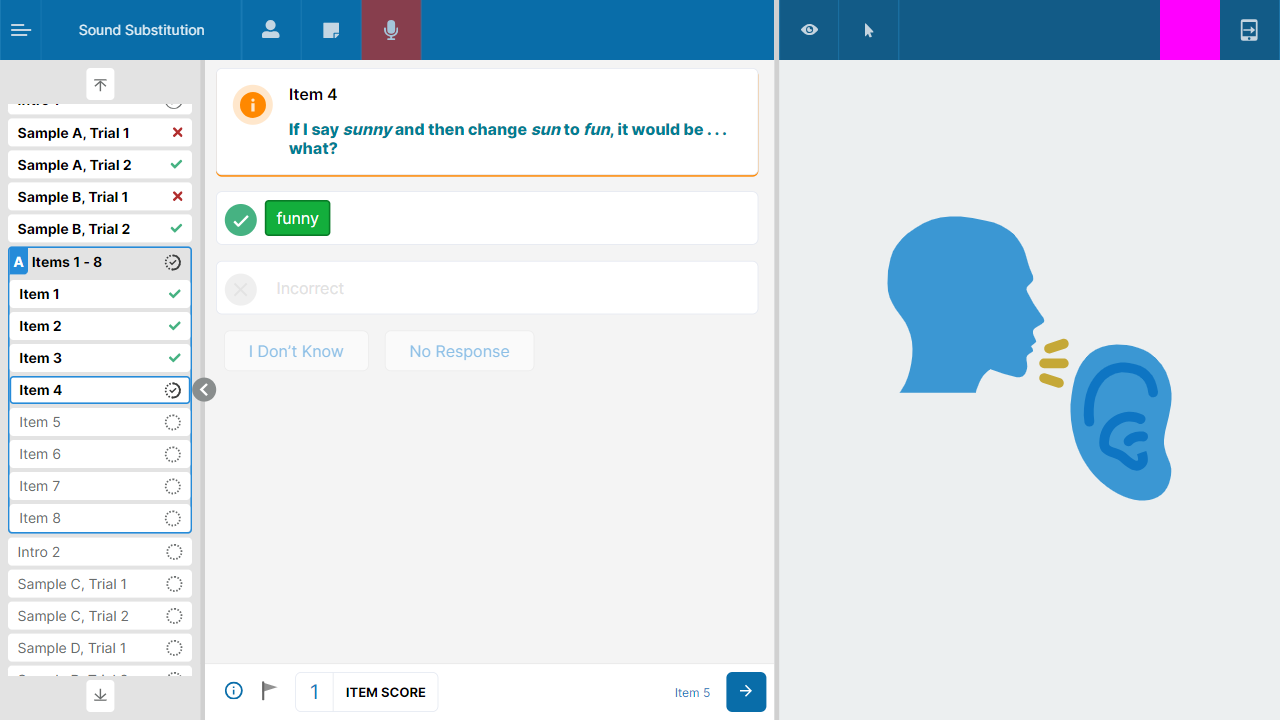 Sound Substitution
Sample A, Trial 1
Sample A, Trial 2
Sample B, Trial 1
Sample B, Trial 2
A Items 1 - 8
Item 1
Item 2
Item 3
Item 4
Item 5
Item 6
Item 7
Item 8
Intro 2
Sample C, Trial 1
Sample C, Trial 2
Sample D, Trial 1
Item 4
If I say sunny and then change sun to fun, it would be . . .
what?
funny
Incorrect
I Don't Know
No Response
1 ITEM SCORE
Item 5